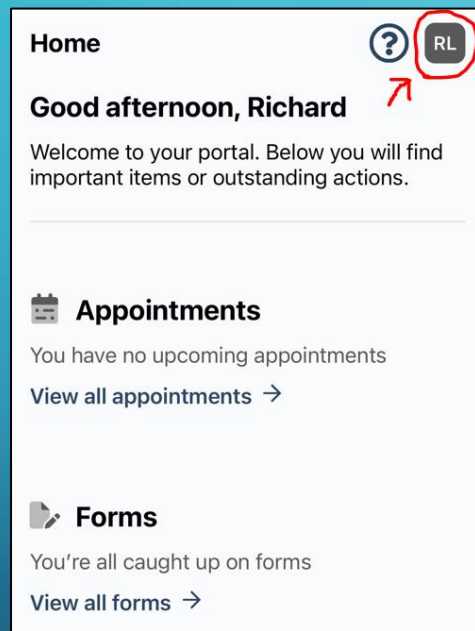 Home
?
RL
Good afternoon, Richard
Welcome to your portal. Below you will find
important items or outstanding actions.
Appointments
You have no upcoming appointments
View all appointments →
Forms
You're all caught up on forms
View all forms →